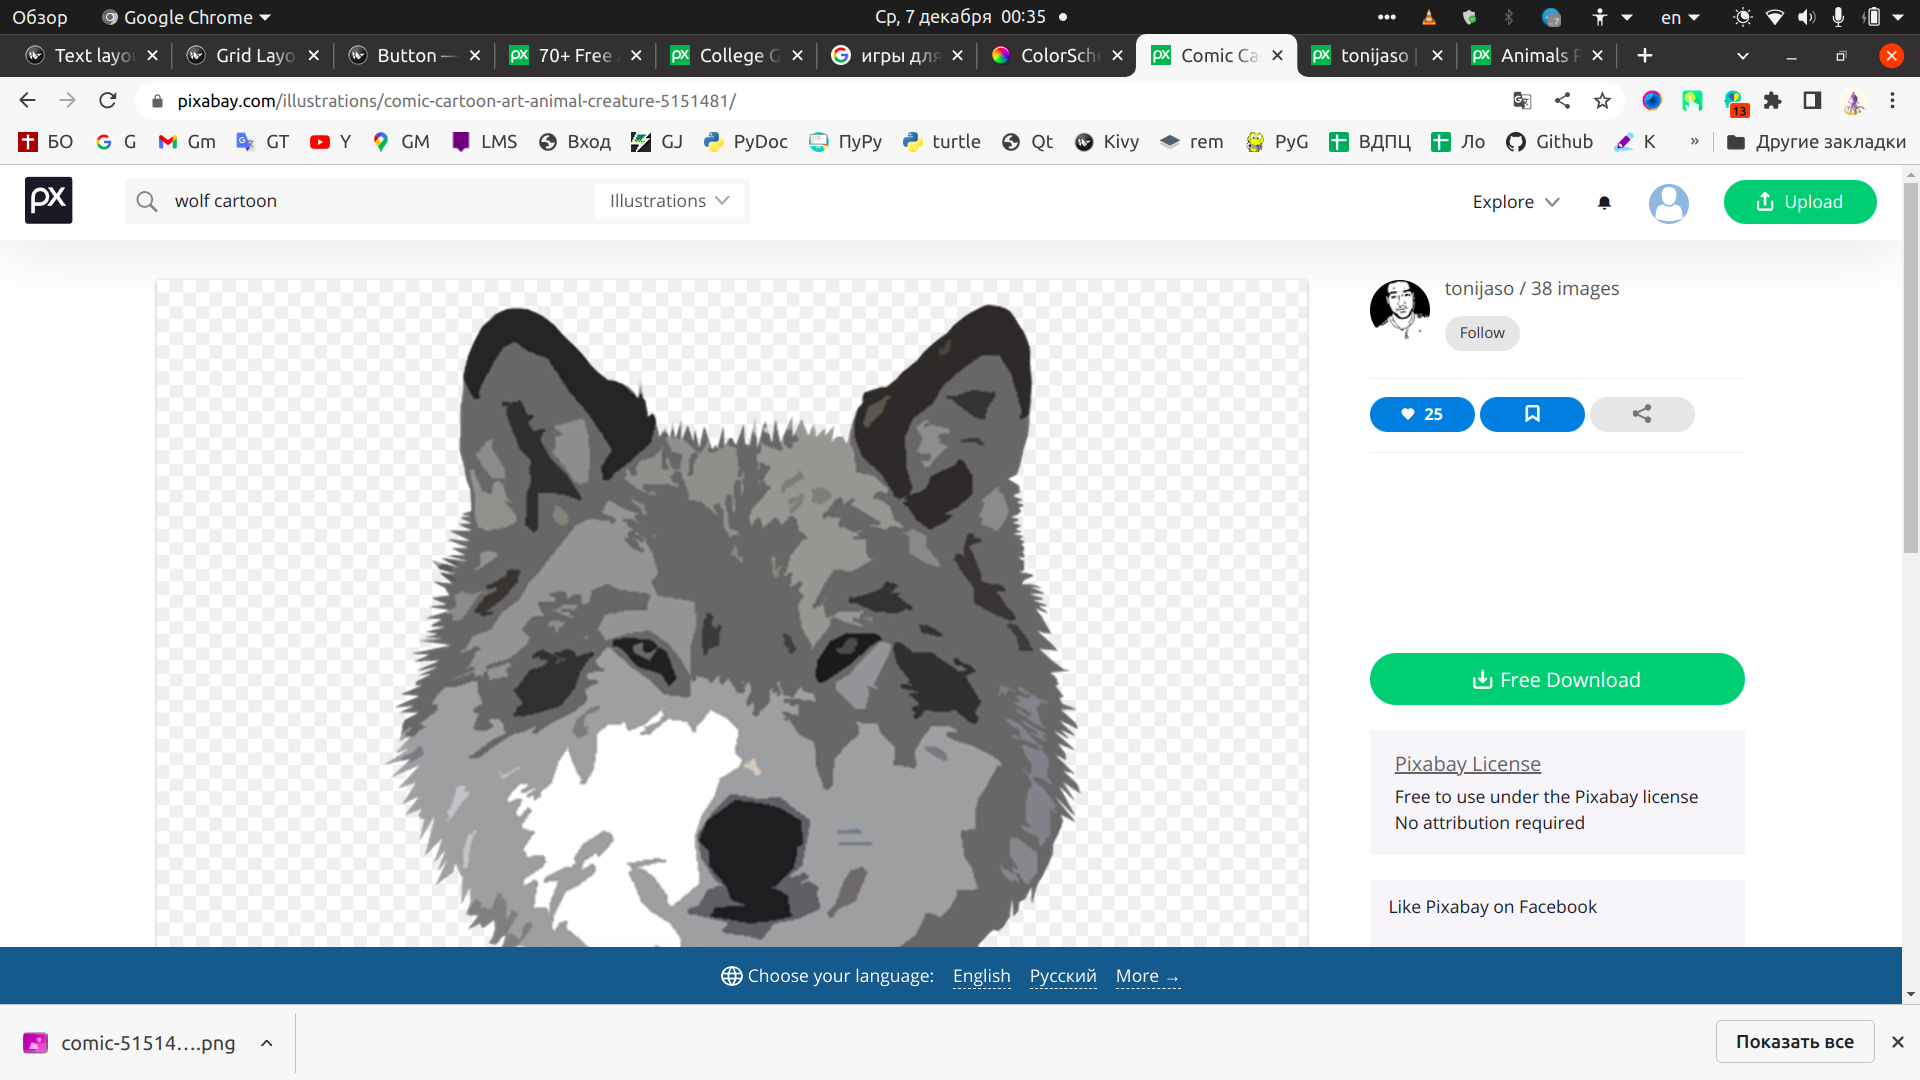 Обзор Google Chrome Ср, 7 декабря 00:35 en
Text layou Grid Layo Button — 70+ Free College G игры для ColorSche Comic Ca tonijaso | Animals
pixabay.com/illustrations/comic-cartoon-art-animal-creature-5151481/ 13
БО G Gm GT Y GM LMS Вход GJ PyDoc ПуРу turtle Qt Kivy rem PyG ВДПЦ Ло Github К » Другие закладки
px wolf cartoon Illustrations Explore Upload
tonijaso / 38 images
Follow
25
Free Download
Pixabay License
Free to use under the Pixabay license
No attribution required
Like Pixabay on Facebook
Choose your language: English Русский More →
comic-51514....png Показать все